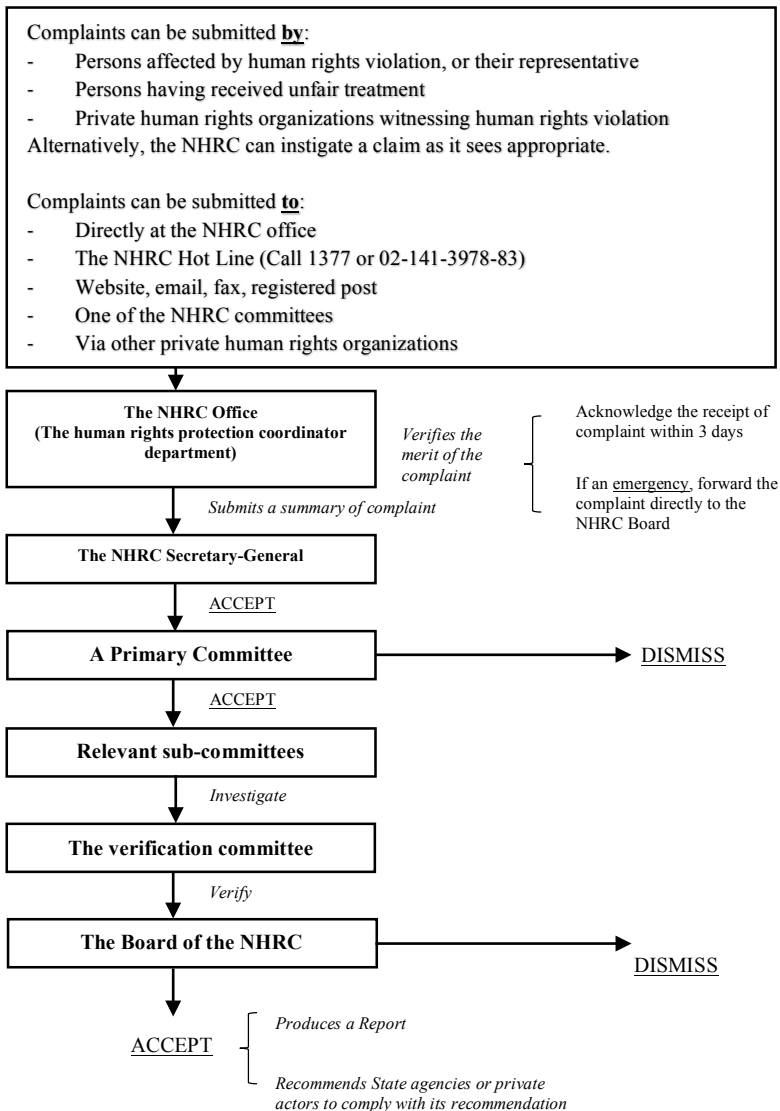 Complaints can be submitted by:
- Persons affected by human rights violation, or their representative
- Persons having received unfair treatment
- Private human rights organizations witnessing human rights violation
Alternatively, the NHRC can instigate a claim as it sees appropriate.
Complaints can be submitted to:
- Directly at the NHRC office
- The NHRC Hot Line (Call 1377 or 02-141-3978-83)
- Website, email, fax, registered post
- One of the NHRC committees
- Via other private human rights organizations
The NHRC Office
(The human rights protection coordinator
department)
Verifies the
merit of the
complaint
Acknowledge the receipt of
complaint within 3 days
If an emergency, forward the
complaint directly to the
NHRC Board
Submits a summary of complaint
The NHRC Secretary-General
ACCEPT
A Primary Committee
DISMISS
ACCEPT
Relevant sub-committees
Investigate
The verification committee
Verify
The Board of the NHRC
DISMISS
ACCEPT
Produces a Report
Recommends State agencies or private
actors to comply with its recommendation